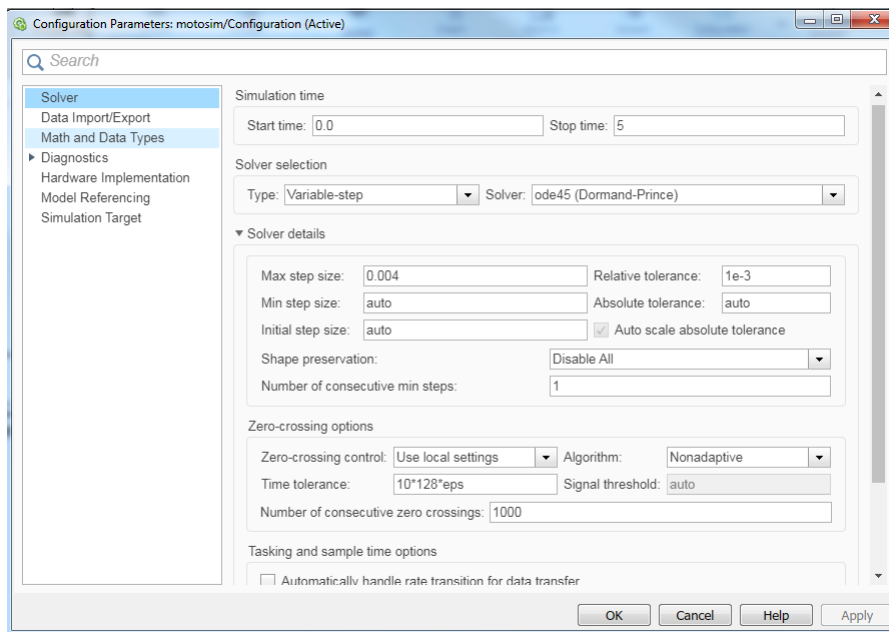 Configuration Parameters: motosim/Configuration (Active)
Search
Solver
Data Import/Export
Math and Data Types
Diagnostics
Hardware Implementation
Model Referencing
Simulation Target
Simulation time
Start time: 0.0 Stop time: 5
Solver selection
Type: Variable-step Solver: ode45 (Dormand-Prince)
Solver details
Max step size: 0.004 Relative tolerance: 1e-3
Min step size: auto Absolute tolerance: auto
Initial step size: auto Auto scale absolute tolerance
Shape preservation: Disable All
Number of consecutive min steps: 1
Zero-crossing options
Zero-crossing control: Use local settings Algorithm: Nonadaptive
Time tolerance: 10*128*eps Signal threshold: auto
Number of consecutive zero crossings: 1000
Tasking and sample time options
Automatically handle rate transition for data transfer
OK Cancel Help Apply